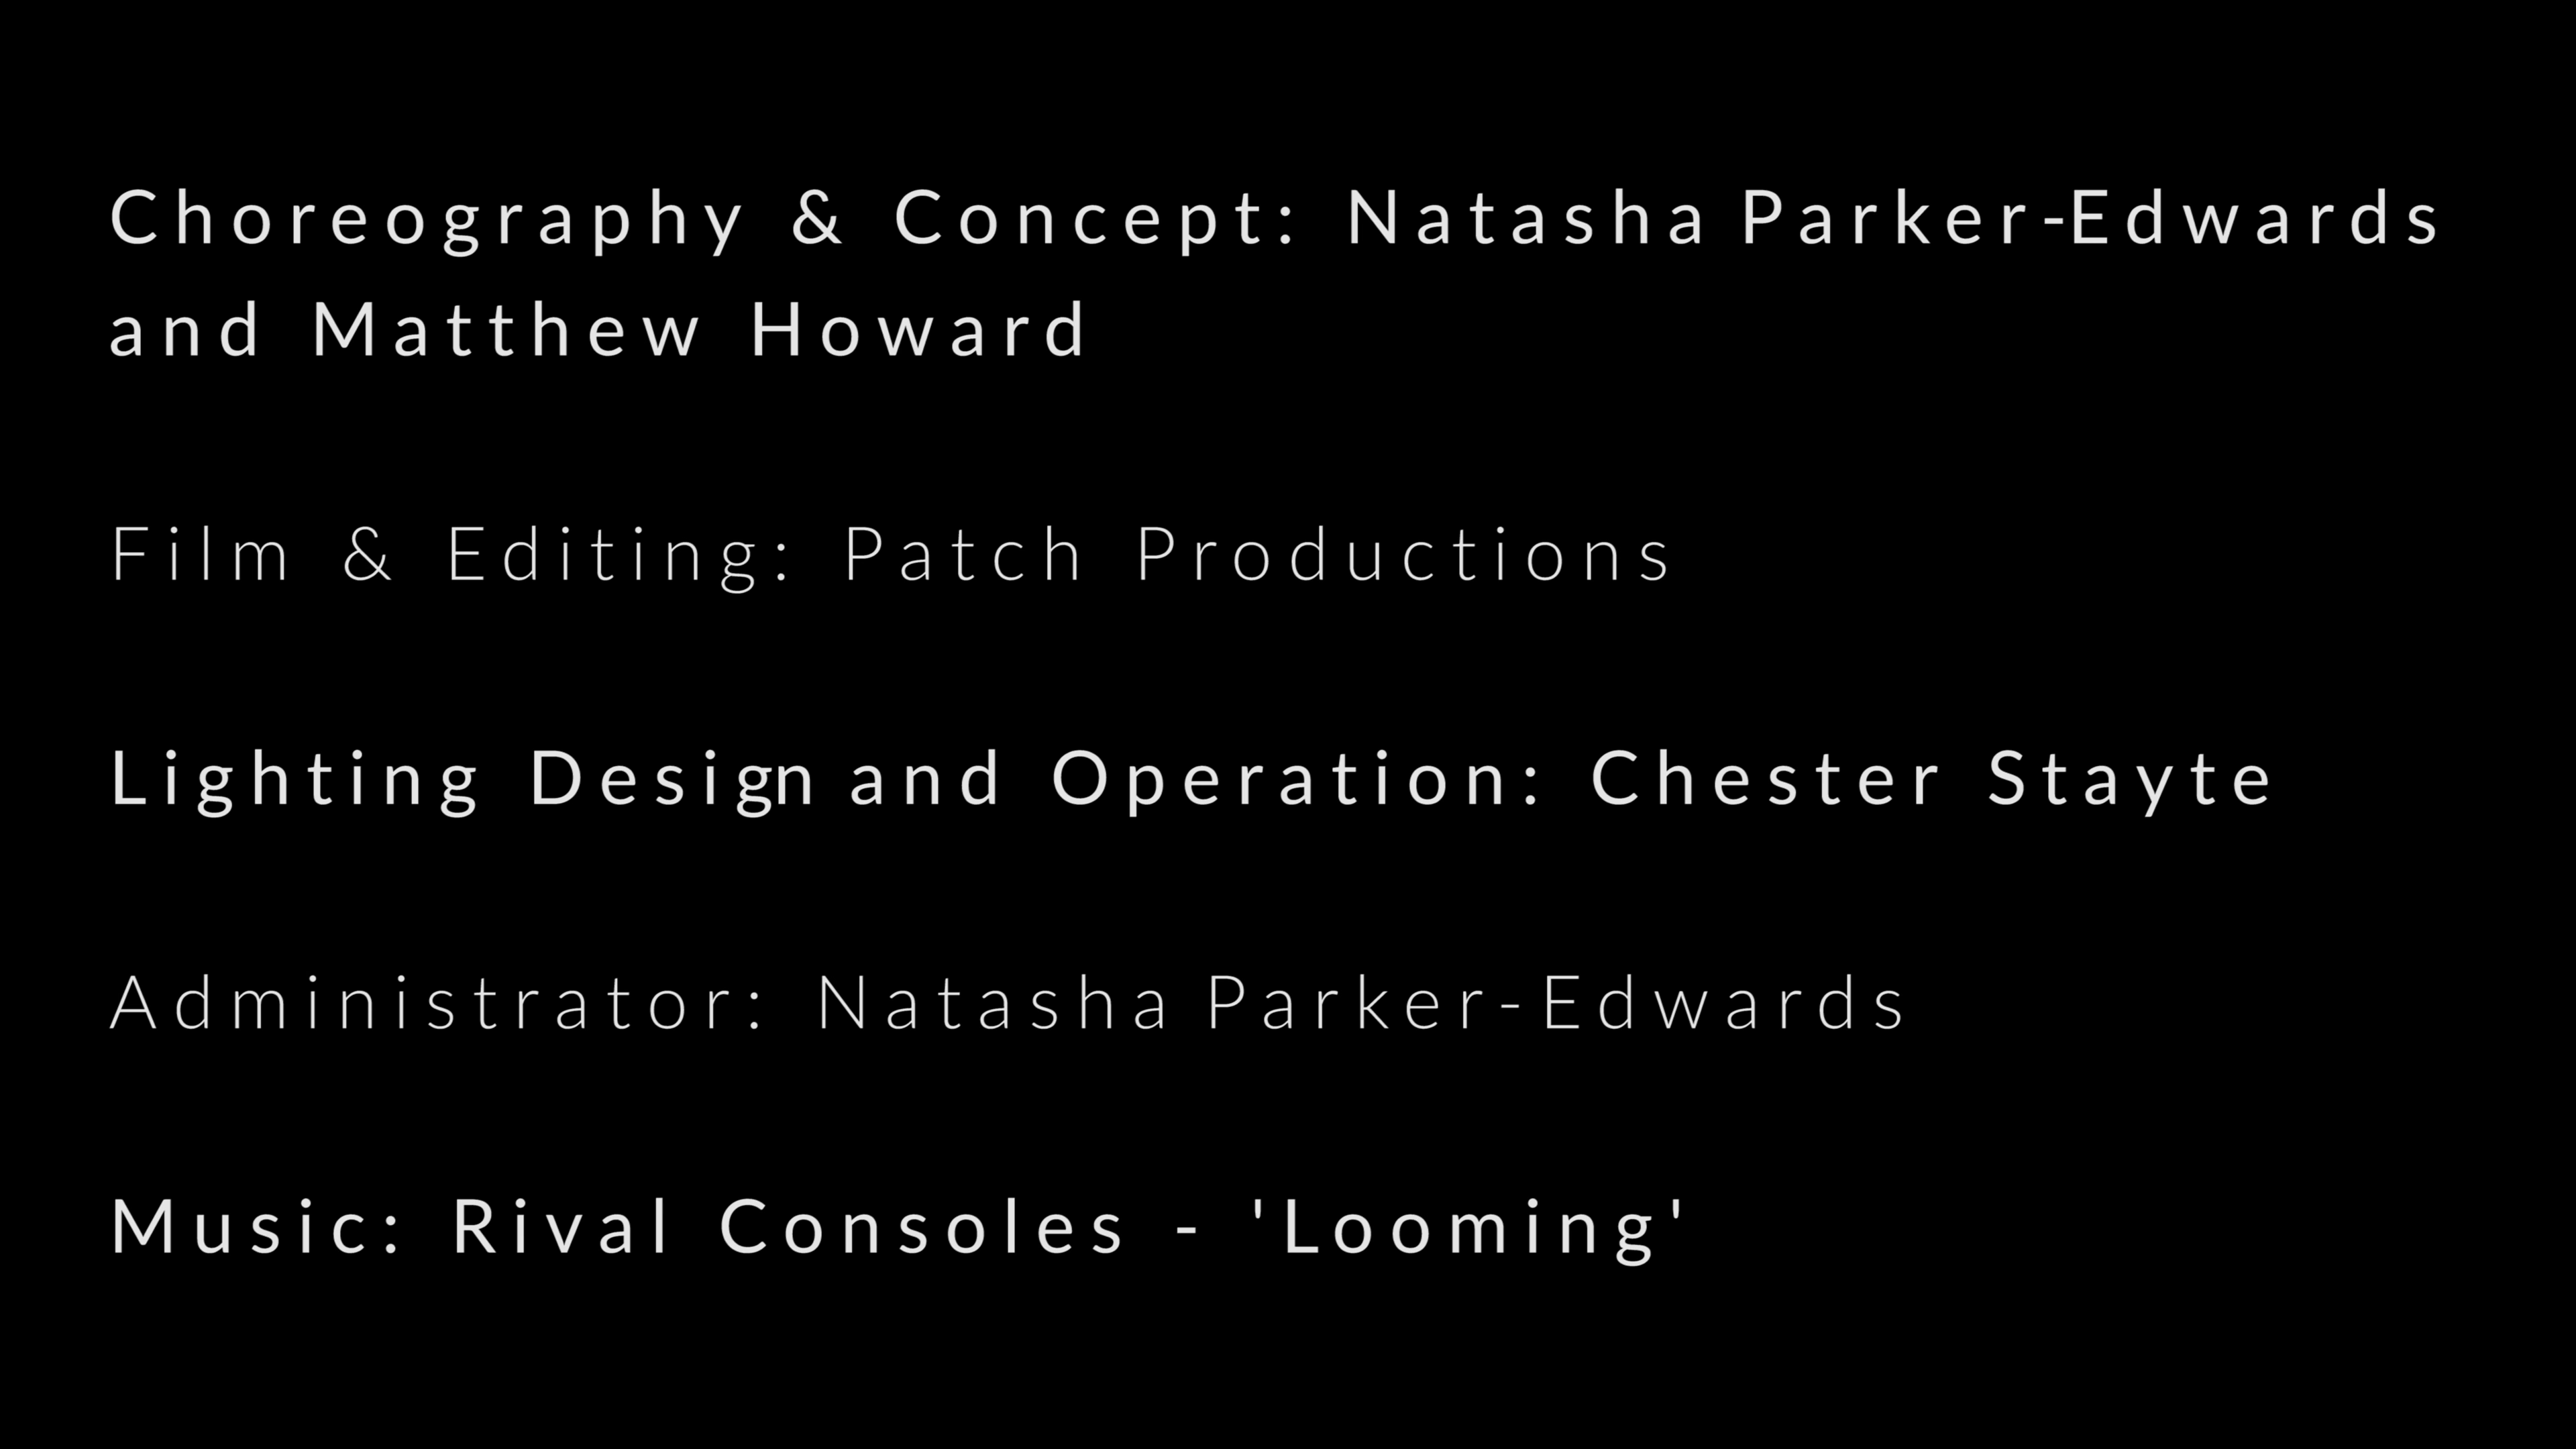 Choreography & Concept: Natasha Parker-Edwards
and Matthew Howard
Film & Editing: Patch Productions
Lighting Design and Operation: Chester Stayte
Administrator: Natasha Parker-Edwards
Music: Rival Consoles - 'Looming'